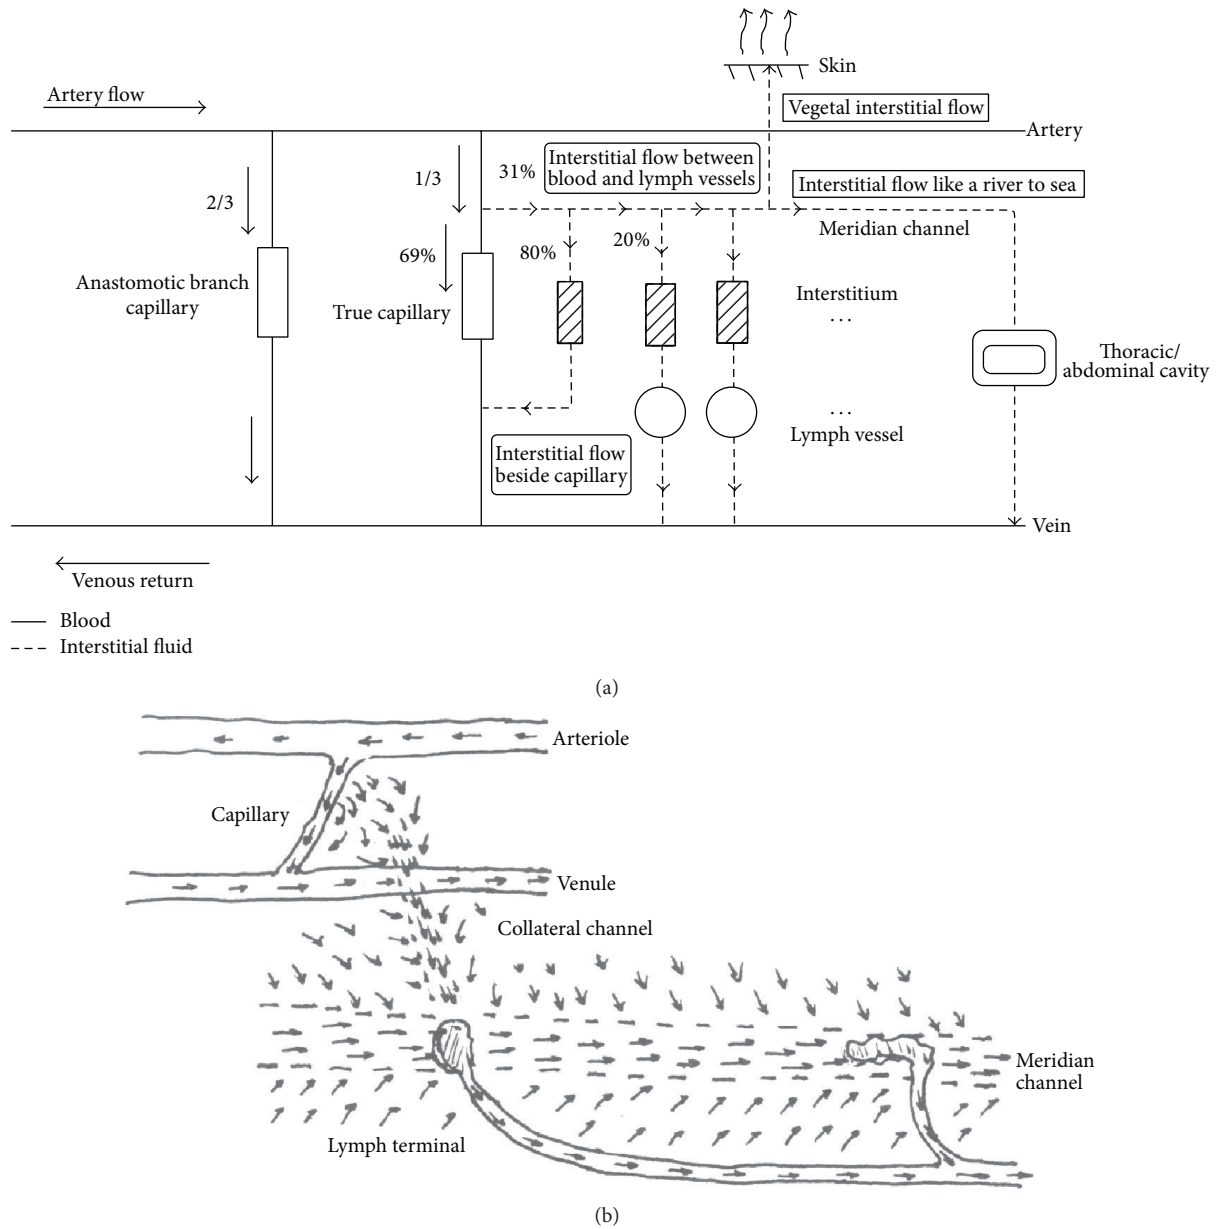 Skin
Artery flow
Vegetal interstitial flow
Artery
Interstitial flow between
blood and lymph vessels
1/3
31%
Interstitial flow like a river to sea
2/3
Meridian channel
20%
80%
69%
Anastomotic branch
capillary
True capillary
Interstitium
...
Thoracic/
abdominal cavity
...
Lymph vessel
Interstitial flow
beside capillary
Vein
Venous return
Blood
Interstitial fluid
(a)
Arteriole
Capillary
Venule
Collateral channel
Meridian
channel
Lymph terminal
(b)